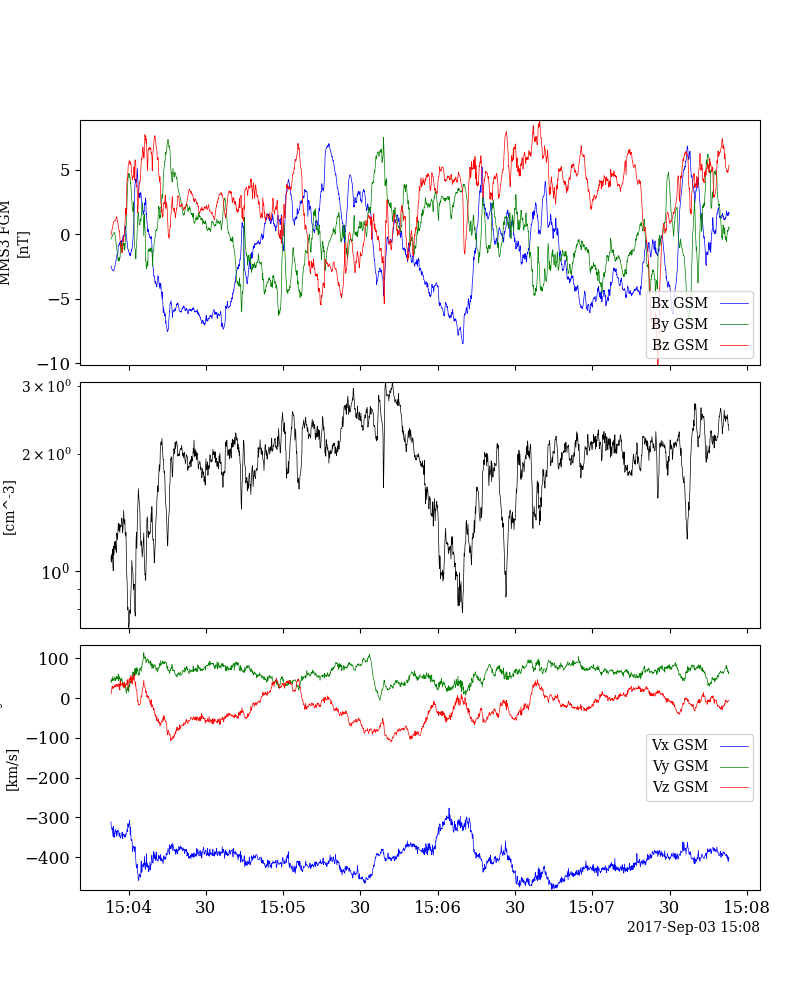 5
0
−5
−10
MMS3 FGM
[nT]
Bx GSM
By GSM
Bz GSM
3 × 10⁰
2 × 10⁰
10⁰
[cm^-3]
100
0
−100
−200
−300
−400
[km/s]
Vx GSM
Vy GSM
Vz GSM
15:04 30 15:05 30 15:06 30 15:07 30 15:08
2017-Sep-03 15:08